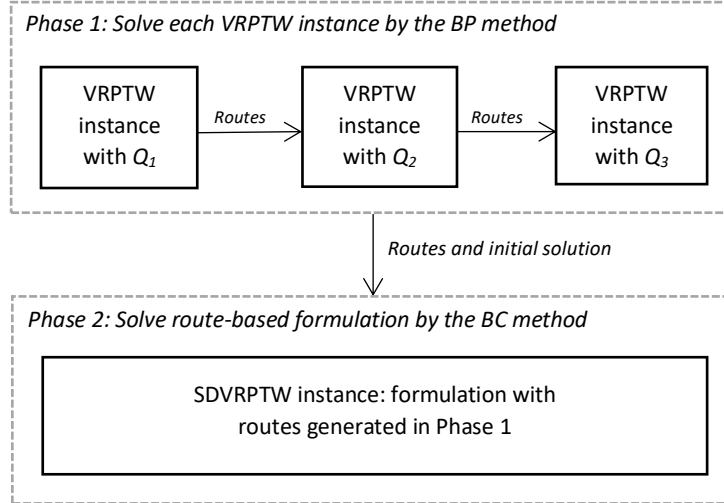 Phase 1: Solve each VRPTW instance by the BP method
VRPTW
instance
with Q1
Routes
VRPTW
instance
with Q2
Routes
VRPTW
instance
with Q3
Routes and initial solution
Phase 2: Solve route-based formulation by the BC method
SDVRPTW instance: formulation with
routes generated in Phase 1